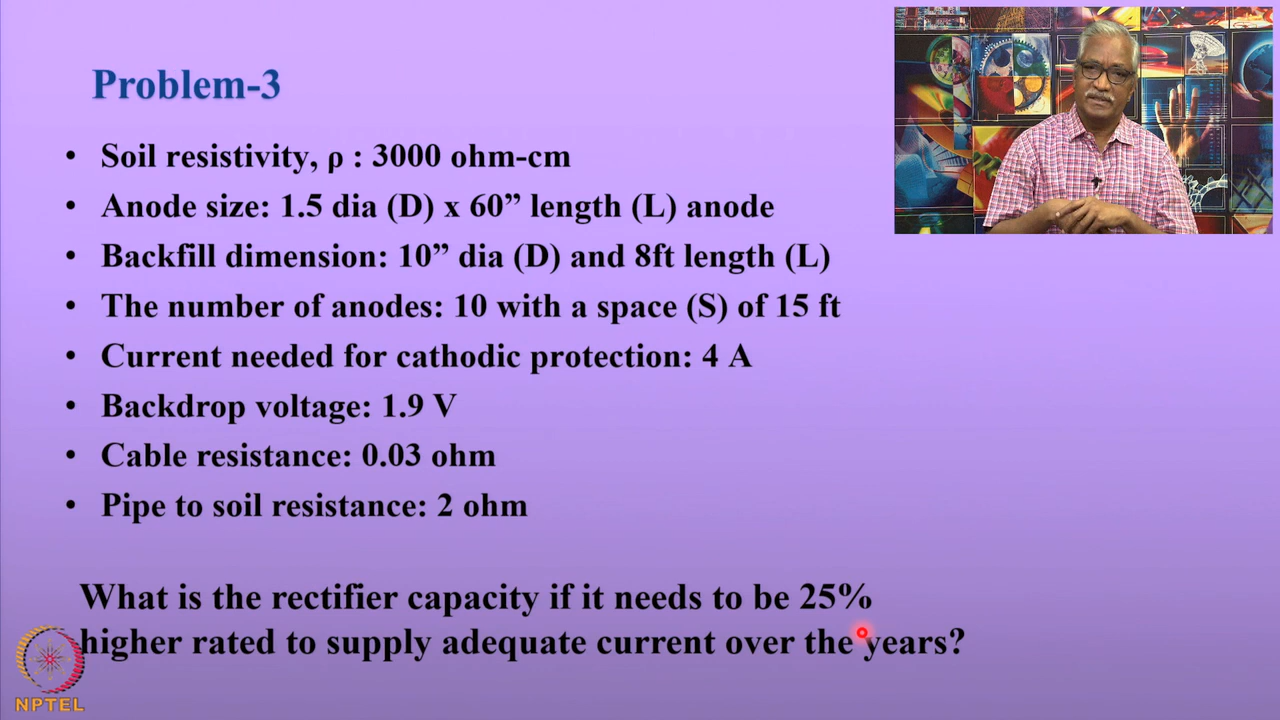 Problem-3
• Soil resistivity, ρ : 3000 ohm-cm
• Anode size: 1.5 dia (D) x 60” length (L) anode
• Backfill dimension: 10” dia (D) and 8ft length (L)
• The number of anodes: 10 with a space (S) of 15 ft
• Current needed for cathodic protection: 4 A
• Backdrop voltage: 1.9 V
• Cable resistance: 0.03 ohm
• Pipe to soil resistance: 2 ohm
What is the rectifier capacity if it needs to be 25%
higher rated to supply adequate current over the years?
NPTEL